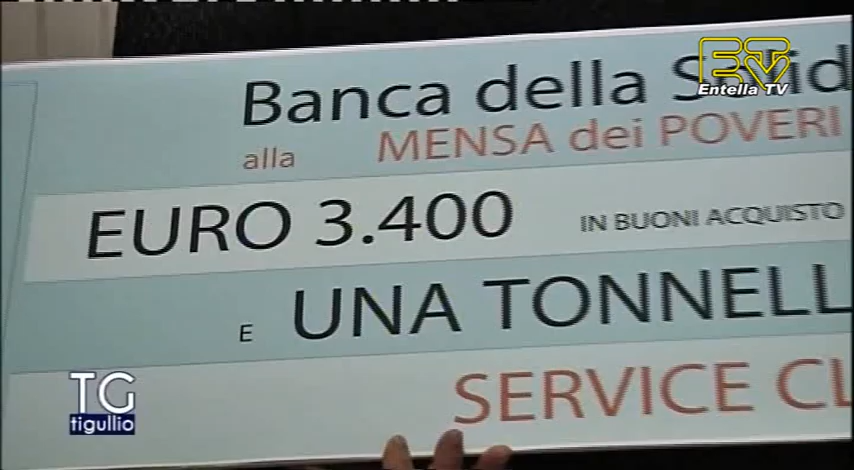 Banca della
Entella TV
alla MENSA dei POVERI
EURO 3.400 IN BUONI ACQUISTO
E UNA TONNELL
SERVICE CL
TG
tigullio